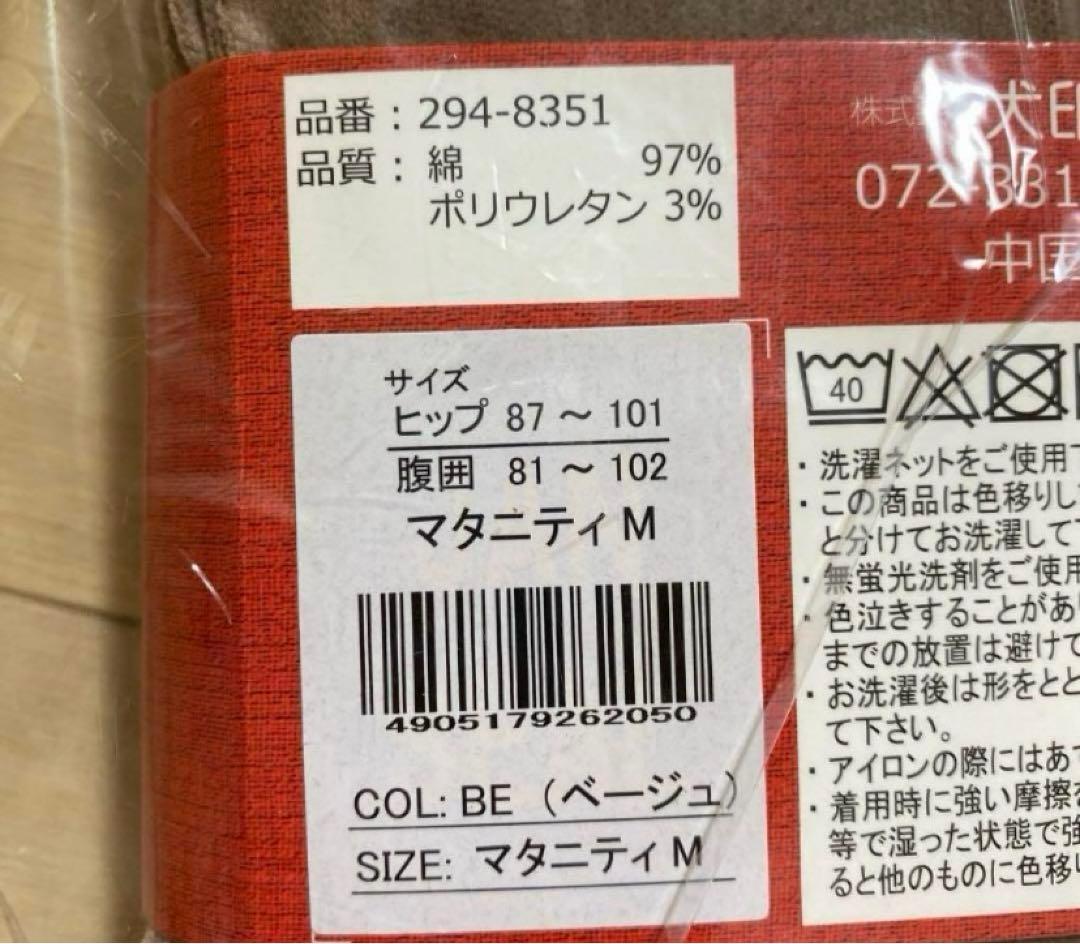 品番：294-8351
品質：綿 97%
ポリウレタン 3%
株式 犬印
072-331
中国
サイズ
ヒップ 87 ～ 101
腹囲 81 ～ 102
マタニティ M
4905179262050
COL: BE （ベージュ）
SIZE: マタニティ M
40
・洗濯ネットをご使用下
・この商品は色移りし
と分けてお洗濯して下
・無蛍光洗剤をご使用
・色泣きすることがあ
までの放置は避けて
・お洗濯後は形をとと
て下さい。
・アイロンの際にはあ
・着用時に強い摩擦
等で湿った状態で強
ると他のものに色移